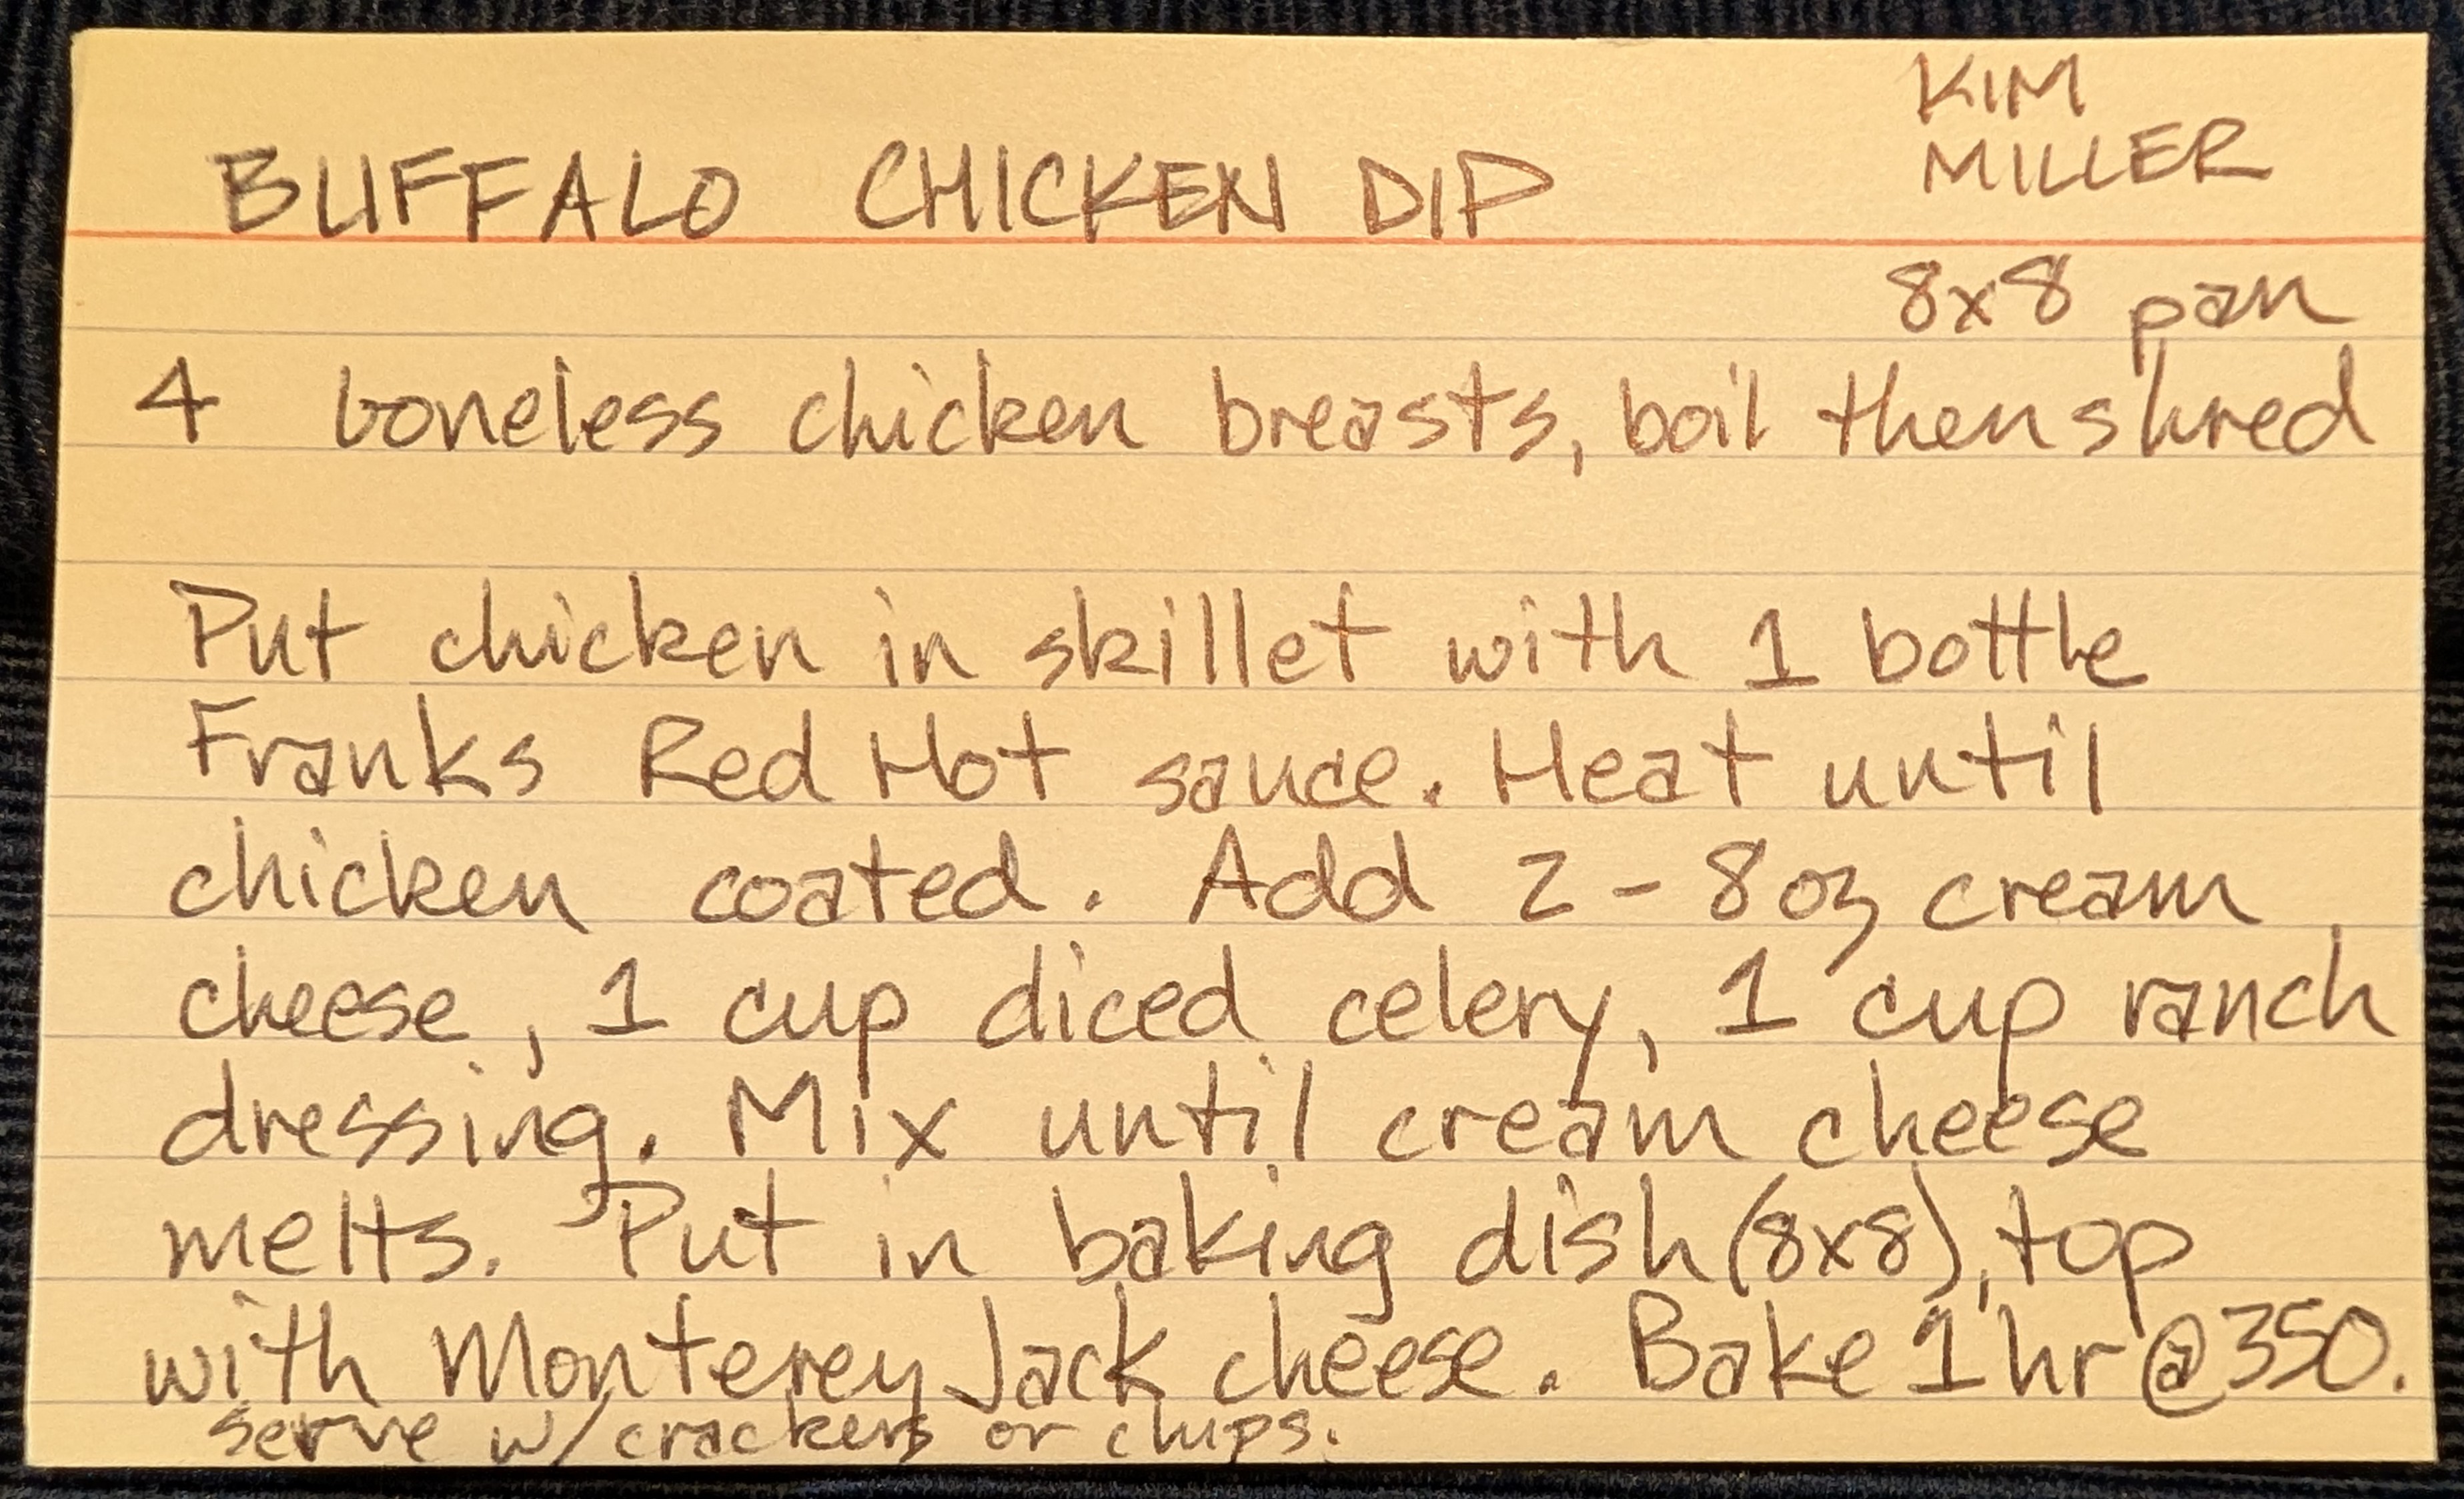 KIM
MILLER
BUFFALO CHICKEN DIP
8x8 pan
4 boneless chicken breasts, boil then shred
Put chicken in skillet with 1 bottle
Franks Red Hot sauce. Heat until
chicken coated. Add 2 - 8oz cream
cheese, 1 cup diced celery, 1 cup ranch
dressing. Mix until cream cheese
melts. Put in baking dish (8x8), top
with Monterey Jack cheese. Bake 1 hr @ 350.
serve w/ crackers or chips.